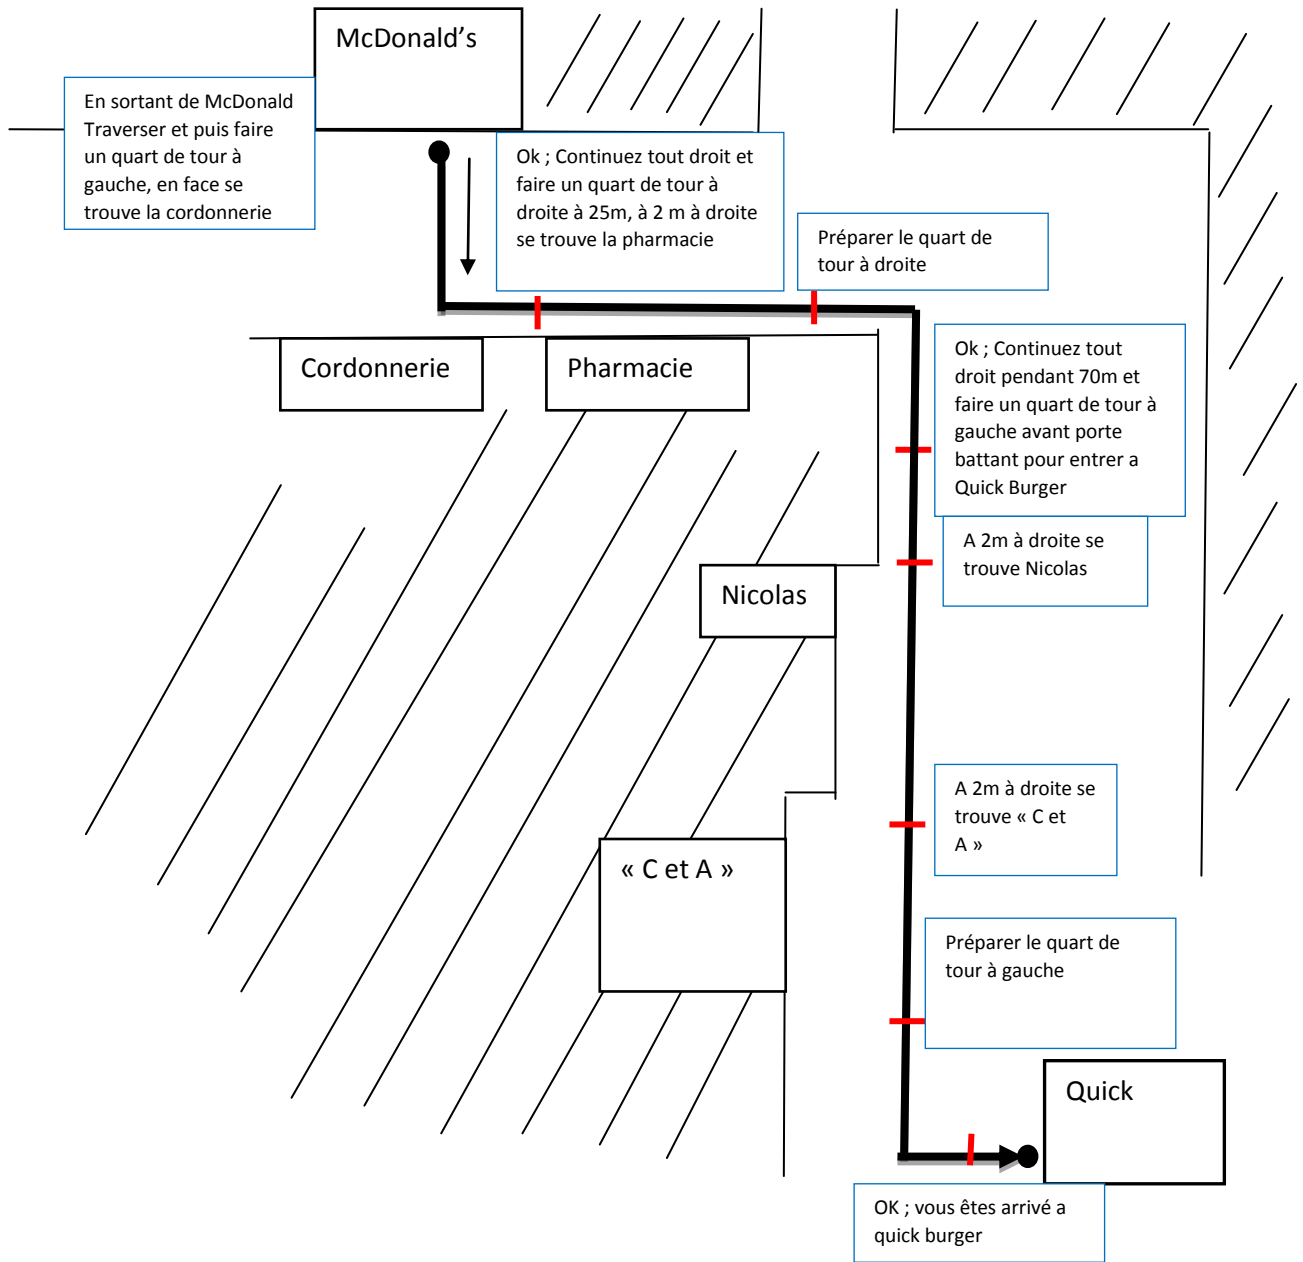 McDonald's
En sortant de McDonald
Traverser et puis faire
un quart de tour à
gauche, en face se
trouve la cordonnerie
Ok ; Continuez tout droit et
faire un quart de tour à
droite à 25m, à 2 m à droite
se trouve la pharmacie
Préparer le quart de
tour à droite
Cordonnerie
Pharmacie
Ok ; Continuez tout
droit pendant 70m et
faire un quart de tour à
gauche avant porte
battant pour entrer a
Quick Burger
A 2m à droite se
trouve Nicolas
Nicolas
A 2m à droite se
trouve « C et
A »
« C et A »
Préparer le quart de
tour à gauche
Quick
OK ; vous êtes arrivé a
quick burger